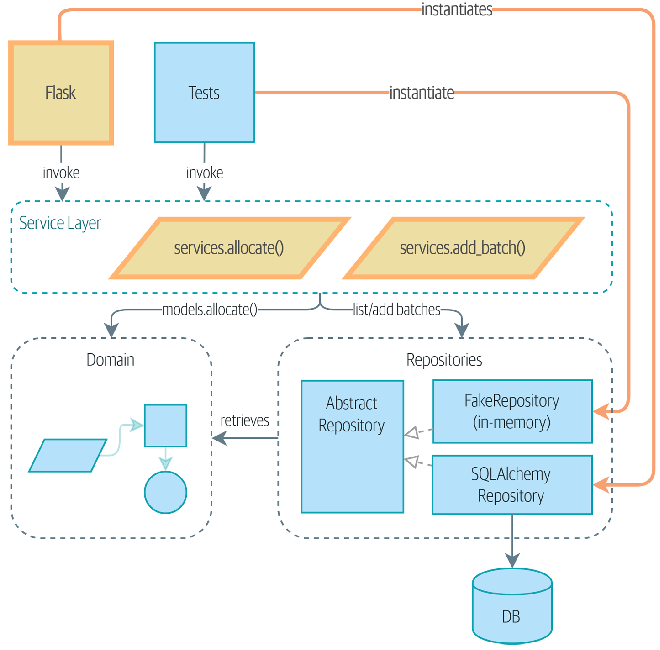 instantiates
Flask
Tests
instantiate
invoke
invoke
Service Layer
services.allocate()
services.add_batch()
models.allocate()
list/add batches
Domain
Repositories
Abstract
Repository
FakeRepository
(in-memory)
retrieves
SQLAlchemy
Repository
DB